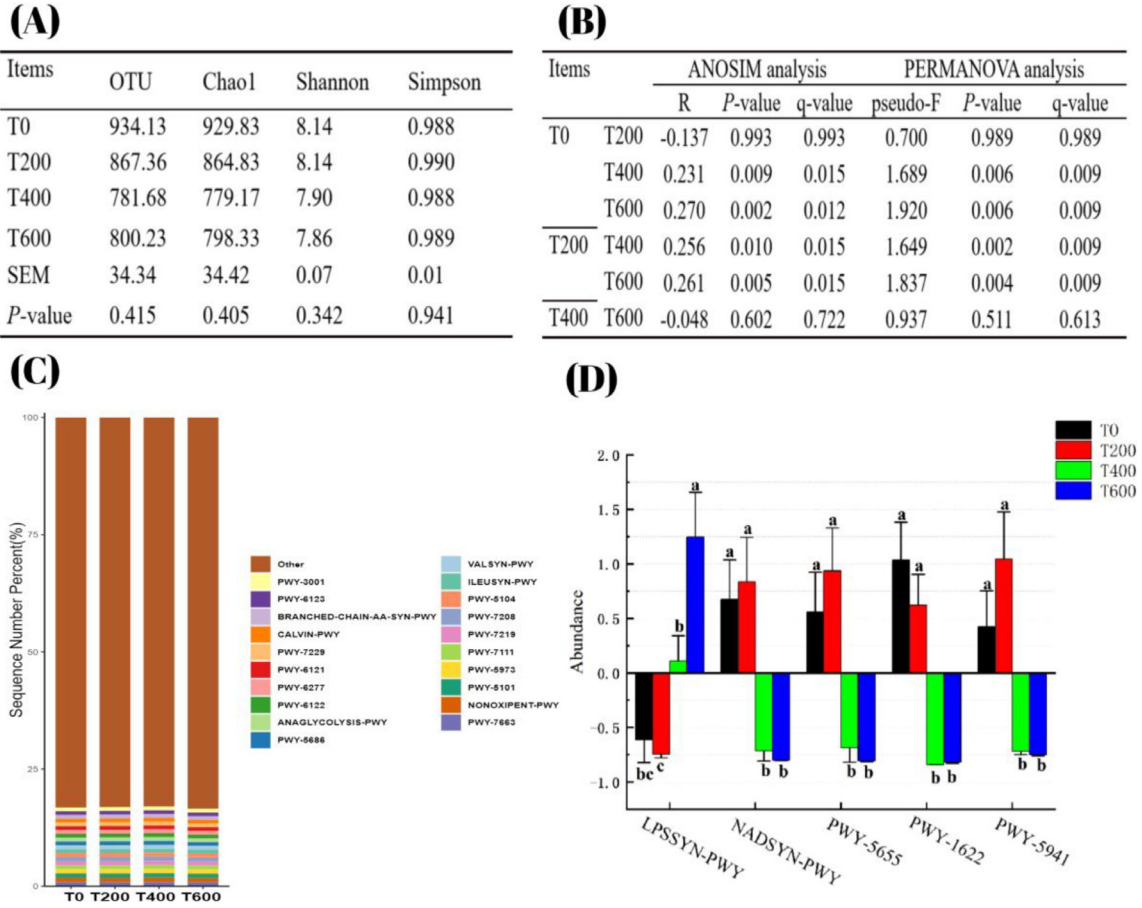 (A)
Items OTU Chao1 Shannon Simpson
T0 934.13 929.83 8.14 0.988
T200 867.36 864.83 8.14 0.990
T400 781.68 779.17 7.90 0.988
T600 800.23 798.33 7.86 0.989
SEM 34.34 34.42 0.07 0.01
P-value 0.415 0.405 0.342 0.941
(B)
Items ANOSIM analysis PERMANOVA analysis
R P-value q-value pseudo-F P-value q-value
T0 T200 -0.137 0.993 0.993 0.700 0.989 0.989
T400 0.231 0.009 0.015 1.689 0.006 0.009
T600 0.270 0.002 0.012 1.920 0.006 0.009
T200 T400 0.256 0.010 0.015 1.649 0.002 0.009
T600 0.261 0.005 0.015 1.837 0.004 0.009
T400 T600 -0.048 0.602 0.722 0.937 0.511 0.613
(C)
Sequence Number Percent(%)
100
75
50
25
0
T0 T200 T400 T600
Other
PWY-3001
PWY-6123
BRANCHED-CHAIN-AA-SYN-PWY
CALVIN-PWY
PWY-7229
PWY-6121
PWY-6277
PWY-6122
ANAGLYCOLYSIS-PWY
PWY-5686
VALSYN-PWY
ILEUSYN-PWY
PWY-5104
PWY-7208
PWY-7219
PWY-7111
PWY-5973
PWY-5101
NONOXIPENT-PWY
PWY-7663
(D)
T0
T200
T400
T600
Abundance
2.0
1.5
1.0
0.5
0.0
-0.5
-1.0
bc c b a
a a b b
a a b b
a a b b
a a b b
LPSSYN-PWY
NADSYN-PWY
PWY-5655
PWY-1622
PWY-5941